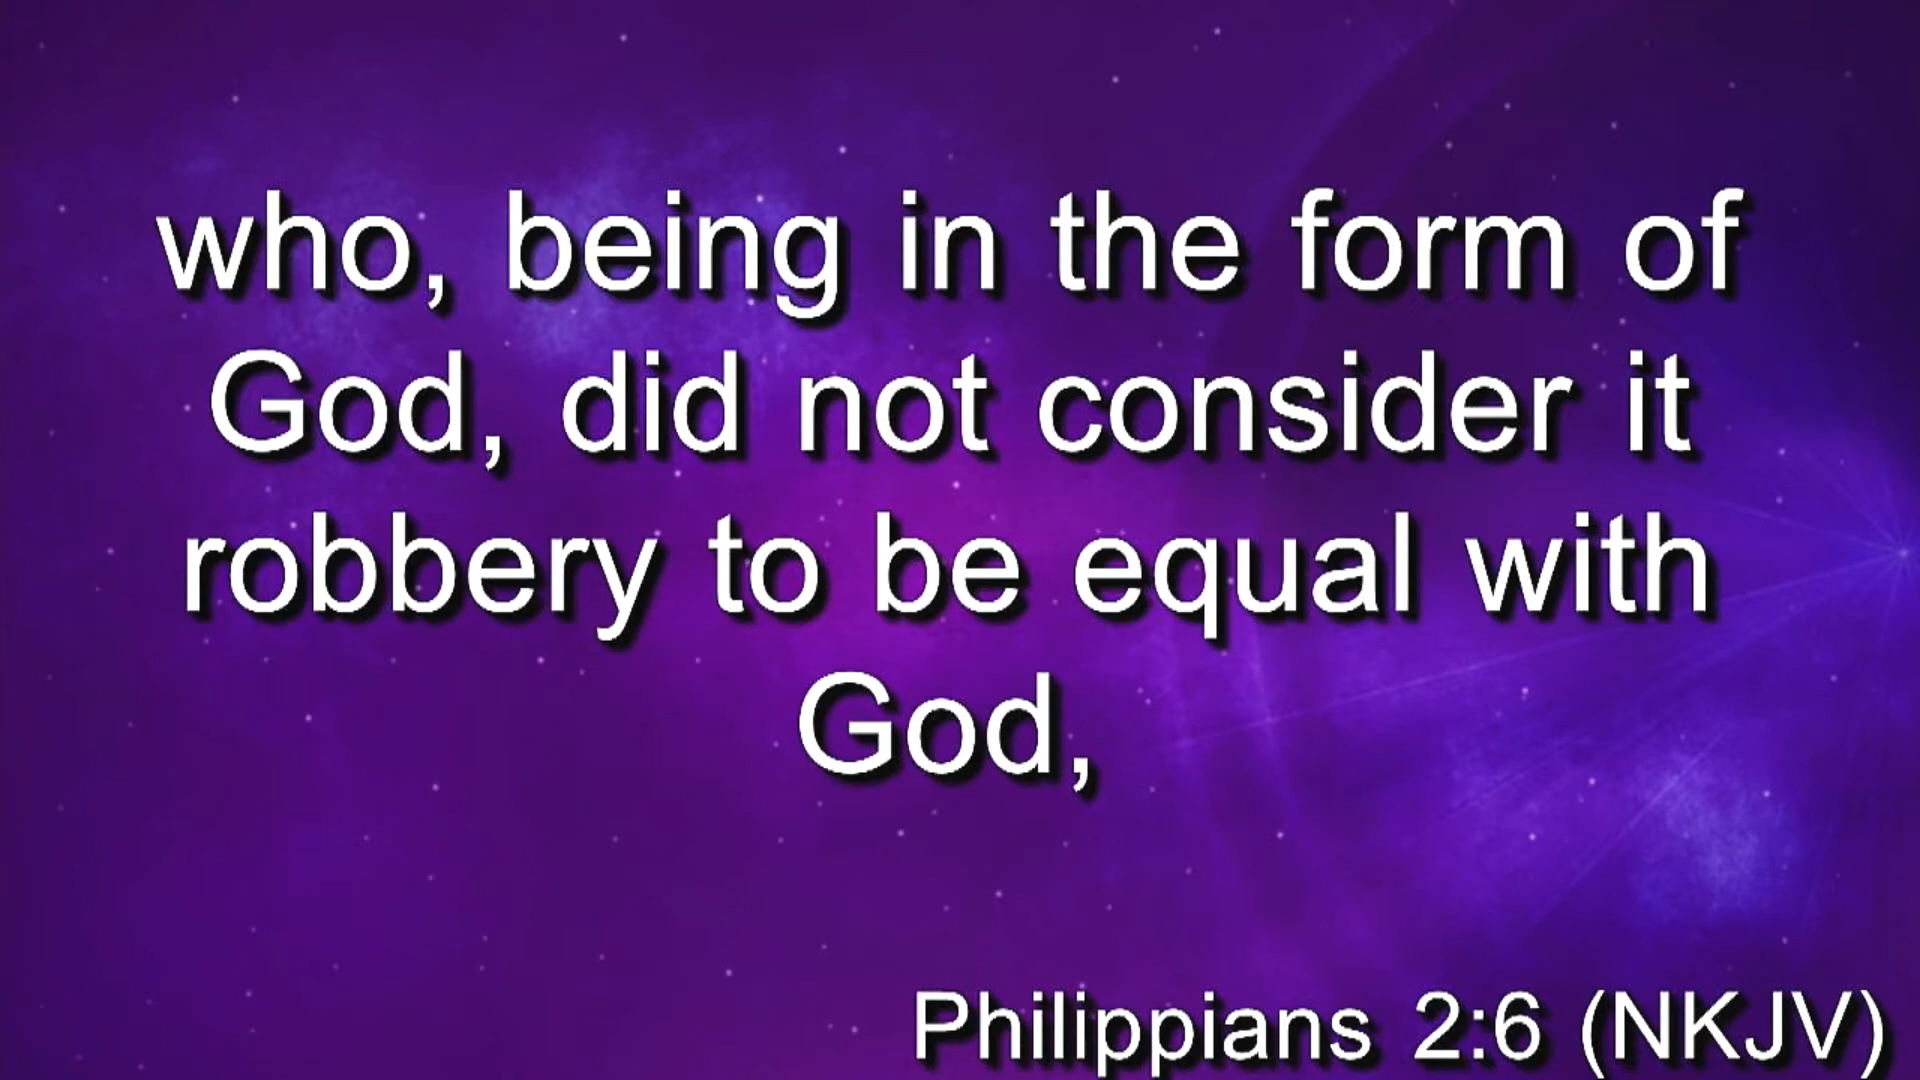 who, being in the form of
God, did not consider it
robbery to be equal with
God,
Philippians 2:6 (NKJV)